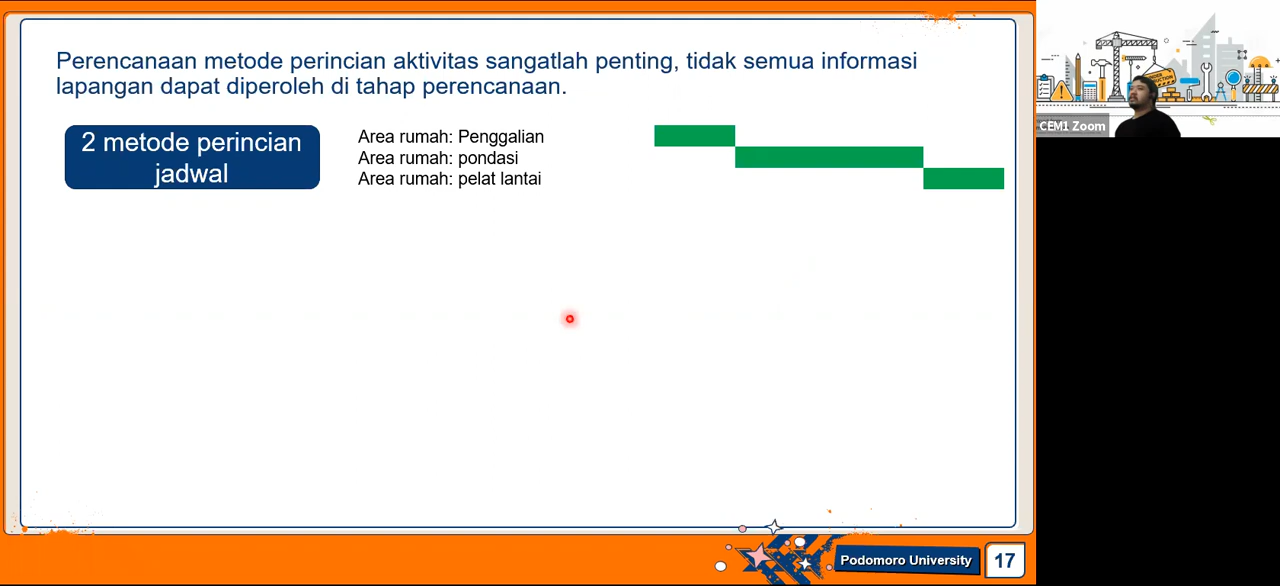 Perencanaan metode perincian aktivitas sangatlah penting, tidak semua informasi
lapangan dapat diperoleh di tahap perencanaan.
2 metode perincian
jadwal
Area rumah: Penggalian
Area rumah: pondasi
Area rumah: pelat lantai
CEM1 Zoom
Podomoro University
17